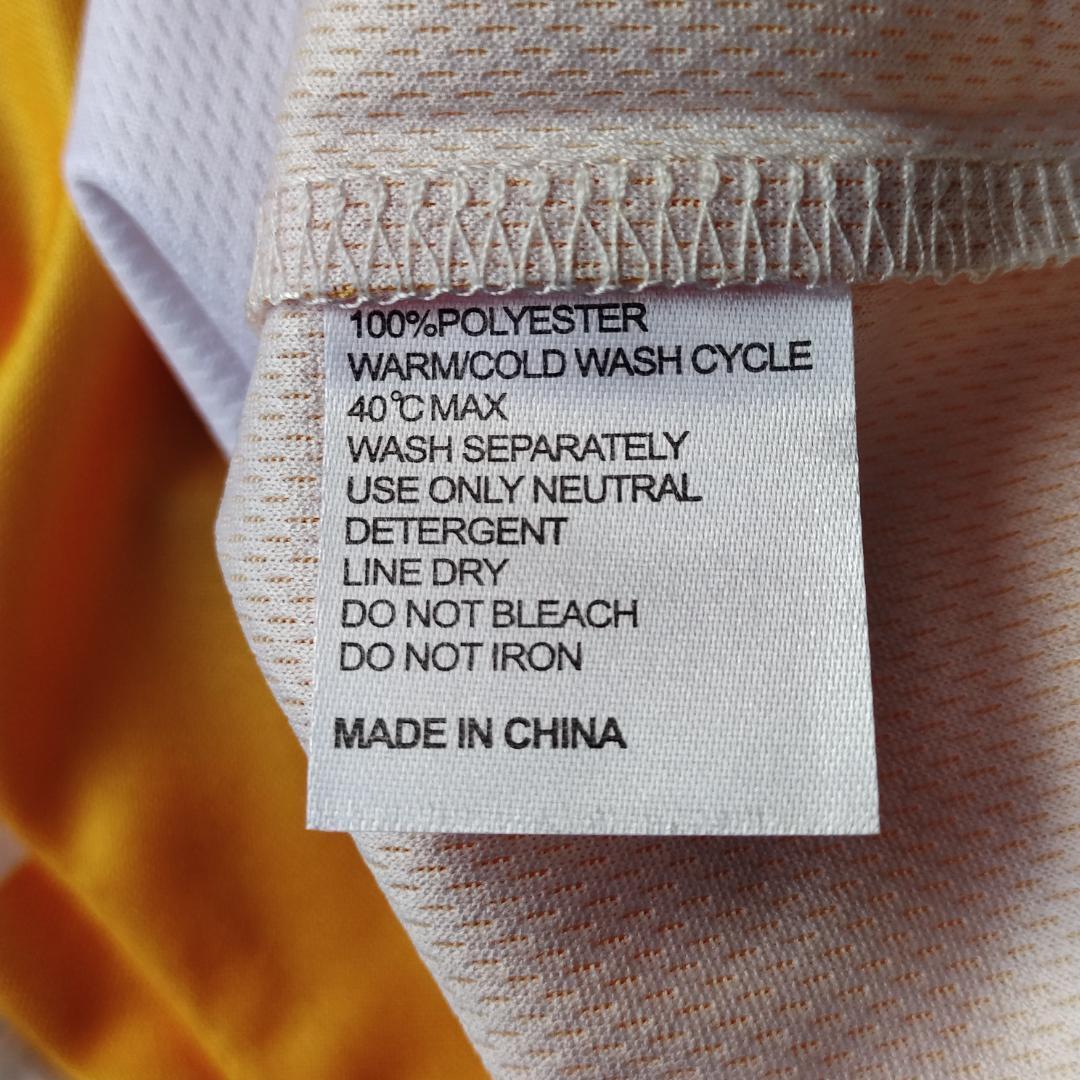 100%POLYESTER
WARM/COLD WASH CYCLE
40℃ MAX
WASH SEPARATELY
USE ONLY NEUTRAL
DETERGENT
LINE DRY
DO NOT BLEACH
DO NOT IRON
MADE IN CHINA